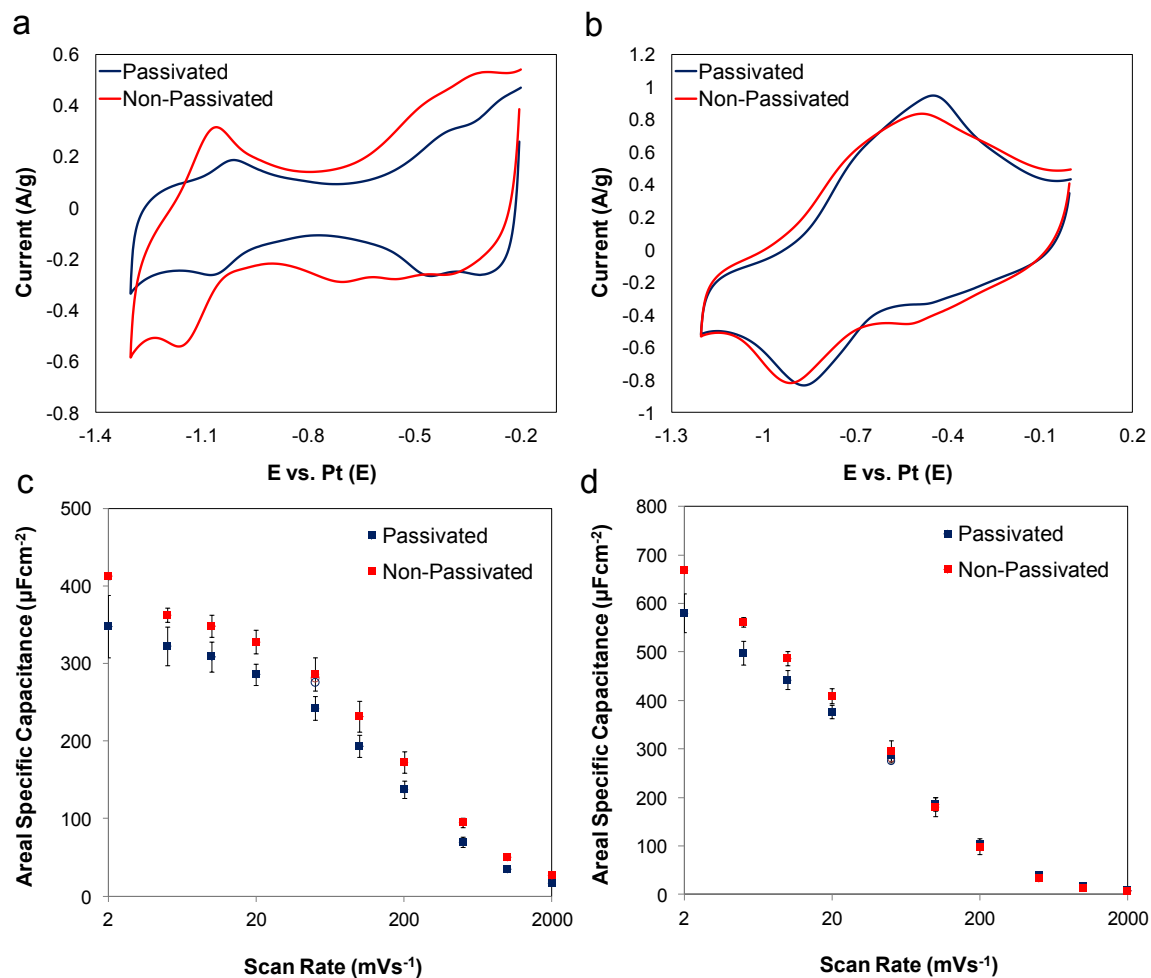 a
0.6
0.4
0.2
0
-0.2
-0.4
-0.6
-0.8
Current (A/g)
Passivated
Non-Passivated
-1.4
-1.1
-0.8
-0.5
-0.2
E vs. Pt (E)
b
1.2
1
0.8
0.6
0.4
0.2
0
-0.2
-0.4
-0.6
-0.8
-1
Current (A/g)
Passivated
Non-Passivated
-1.3
-1
-0.7
-0.4
-0.1
0.2
E vs. Pt (E)
c
500
400
300
200
100
0
Areal Specific Capacitance (µFcm⁻²)
Passivated
Non-Passivated
2
20
200
2000
Scan Rate (mVs⁻¹)
d
800
700
600
500
400
300
200
100
0
Areal Specific Capacitance (µFcm⁻²)
Passivated
Non-Passivated
2
20
200
2000
Scan Rate (mVs⁻¹)